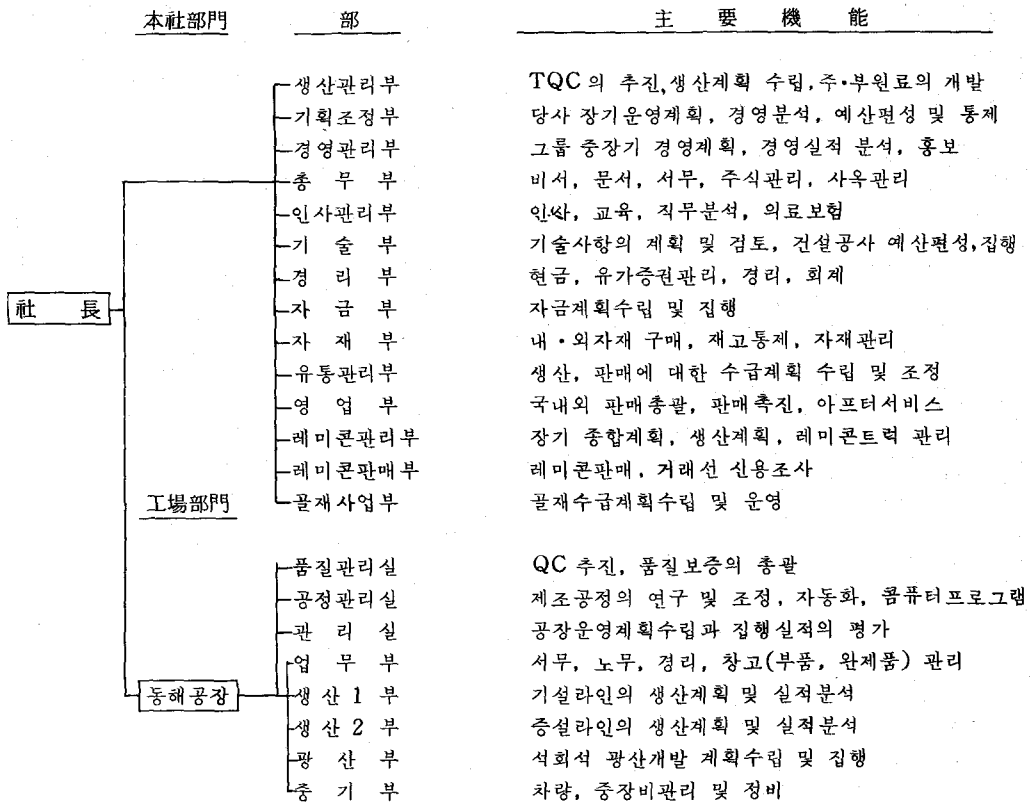 本社部門 部 主要機能
생산관리부 TQC의 추진,생산계획 수립,주•부원료의 개발
기획조정부 당사 장기운영계획, 경영분석, 예산편성 및 통제
경영관리부 그룹 중장기 경영계획, 경영실적 분석, 홍보
총무부 비서, 문서, 서무, 주식관리, 사옥관리
인사관리부 인사, 교육, 직무분석, 의료보험
기술부 기술사항의 계획 및 검토, 건설공사 예산편성,집행
경리부 현금, 유가증권관리, 경리, 회계
社長
자금부 자금계획수립 및 집행
자재부 내•외자재 구매, 재고통제, 자재관리
유통관리부 생산, 판매에 대한 수급계획 수립 및 조정
영업부 국내외 판매총괄, 판매촉진, 아프터서비스
레미콘관리부 장기 종합계획, 생산계획, 레미콘트럭 관리
레미콘판매부 레미콘판매, 거래선 신용조사
工場部門 골재사업부 골재수급계획수립 및 운영
품질관리실 QC 추진, 품질보증의 총괄
공정관리실 제조공정의 연구 및 조정, 자동화, 콤퓨터프로그램
관리실 공장운영계획수립과 집행실적의 평가
업무부 서무, 노무, 경리, 창고(부품, 완제품) 관리
동해공장 생산1부 기설라인의 생산계획 및 실적분석
생산2부 증설라인의 생산계획 및 실적분석
광산부 석회석 광산개발 계획수립 및 집행
중기부 차량, 중장비관리 및 정비